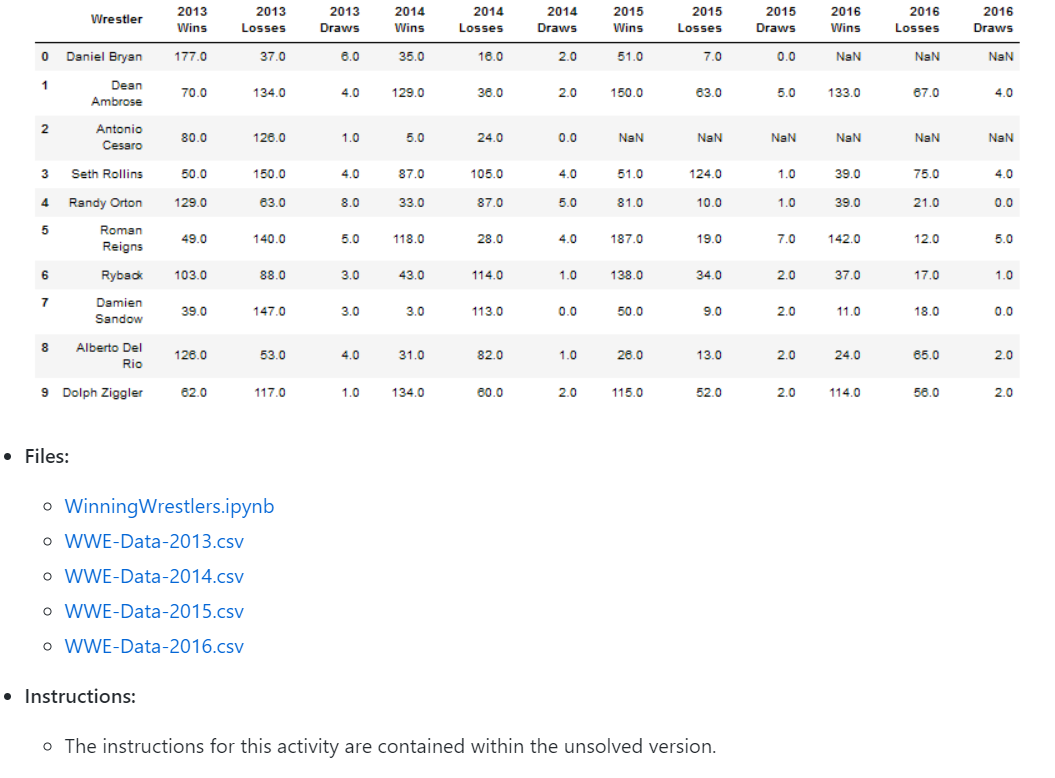 Wrestler 2013 Wins 2013 Losses 2013 Draws 2014 Wins 2014 Losses 2014 Draws 2015 Wins 2015 Losses 2015 Draws 2016 Wins 2016 Losses 2016 Draws
0 Daniel Bryan 177.0 37.0 6.0 35.0 16.0 2.0 51.0 7.0 0.0 NaN NaN NaN
1 Dean Ambrose 70.0 134.0 4.0 129.0 36.0 2.0 150.0 63.0 5.0 133.0 67.0 4.0
2 Antonio Cesaro 80.0 126.0 1.0 5.0 24.0 0.0 NaN NaN NaN NaN NaN NaN
3 Seth Rollins 50.0 150.0 4.0 87.0 105.0 4.0 51.0 124.0 1.0 39.0 75.0 4.0
4 Randy Orton 129.0 63.0 8.0 33.0 87.0 5.0 81.0 10.0 1.0 39.0 21.0 0.0
5 Roman Reigns 49.0 140.0 5.0 118.0 28.0 4.0 187.0 19.0 7.0 142.0 12.0 5.0
6 Ryback 103.0 88.0 3.0 43.0 114.0 1.0 138.0 34.0 2.0 37.0 17.0 1.0
7 Damien Sandow 39.0 147.0 3.0 3.0 113.0 0.0 50.0 9.0 2.0 11.0 18.0 0.0
8 Alberto Del Rio 126.0 53.0 4.0 31.0 82.0 1.0 26.0 13.0 2.0 24.0 65.0 2.0
9 Dolph Ziggler 62.0 117.0 1.0 134.0 60.0 2.0 115.0 52.0 2.0 114.0 56.0 2.0
Files:
WinningWrestlers.ipynb
WWE-Data-2013.csv
WWE-Data-2014.csv
WWE-Data-2015.csv
WWE-Data-2016.csv
Instructions:
The instructions for this activity are contained within the unsolved version.